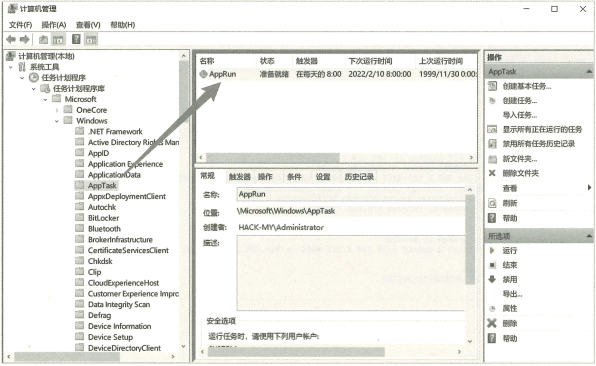 计算机管理
文件(F) 操作(A) 查看(V) 帮助(H)
计算机管理(本地)
系统工具
任务计划程序
任务计划程序库
Microsoft
OneCore
Windows
.NET Framework
Active Directory Rights Man
AppID
Application Experience
ApplicationData
AppTask
AppxDeploymentClient
Autochk
BitLocker
Bluetooth
BrokerInfrastructure
CertificateServicesClient
Chkdsk
Clip
CloudExperienceHost
Customer Experience Impro
Data Integrity Scan
Defrag
Device Information
Device Setup
DeviceDirectoryClient
名称 状态 触发器 下次运行时间 上次运行时间
AppRun 准备就绪 在每天的 8:00 2022/2/10 8:00:00 1999/11/30 0:00:
常规 触发器 操作 条件 设置 历史记录
名称: AppRun
位置: \Microsoft\Windows\AppTask
创建者: HACK-MY\Administrator
描述:
安全选项
运行任务时，请使用下列用户帐户:
操作
AppTask
创建基本任务...
创建任务...
导入任务...
显示所有正在运行的任务
禁用所有任务历史记录
新文件夹...
删除文件夹
查看
刷新
帮助
所选项
运行
结束
禁用
导出...
属性
删除
帮助